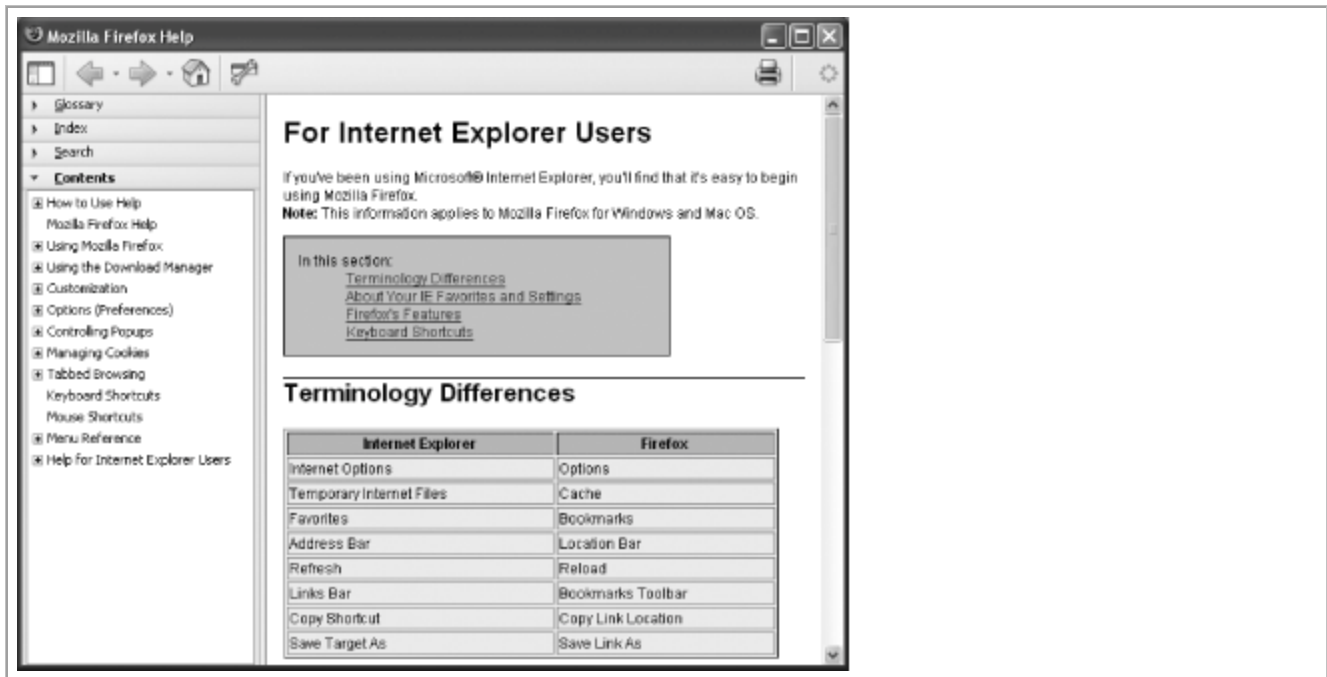 Mozilla Firefox Help
Glossary
Index
Search
Contents
How to Use Help
Mozilla Firefox Help
Using Mozilla Firefox
Using the Download Manager
Customization
Options (Preferences)
Controlling Popups
Managing Cookies
Tabbed Browsing
Keyboard Shortcuts
Mouse Shortcuts
Menu Reference
Help for Internet Explorer Users
For Internet Explorer Users
If you've been using Microsoft® Internet Explorer, you'll find that it's easy to begin
using Mozilla Firefox.
Note: This information applies to Mozilla Firefox for Windows and Mac OS.
In this section:
Terminology Differences
About Your IE Favorites and Settings
Firefox's Features
Keyboard Shortcuts
Terminology Differences
Internet Explorer Firefox
Internet Options Options
Temporary Internet Files Cache
Favorites Bookmarks
Address Bar Location Bar
Refresh Reload
Links Bar Bookmarks Toolbar
Copy Shortcut Copy Link Location
Save Target As Save Link As